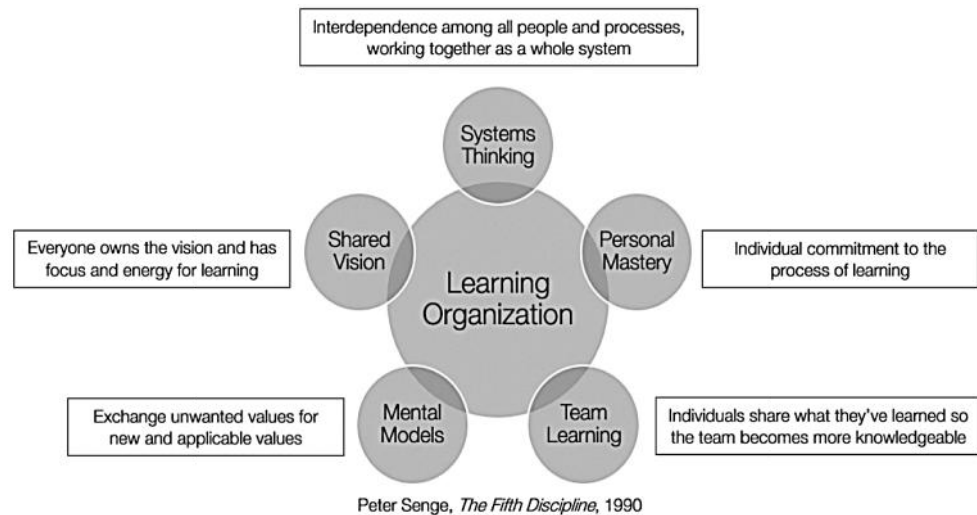 Interdependence among all people and processes,
working together as a whole system
Systems
Thinking
Everyone owns the vision and has
focus and energy for learning
Shared
Vision
Learning
Organization
Personal
Mastery
Individual commitment to the
process of learning
Exchange unwanted values for
new and applicable values
Mental
Models
Team
Learning
Individuals share what they've learned so
the team becomes more knowledgeable
Peter Senge, The Fifth Discipline, 1990